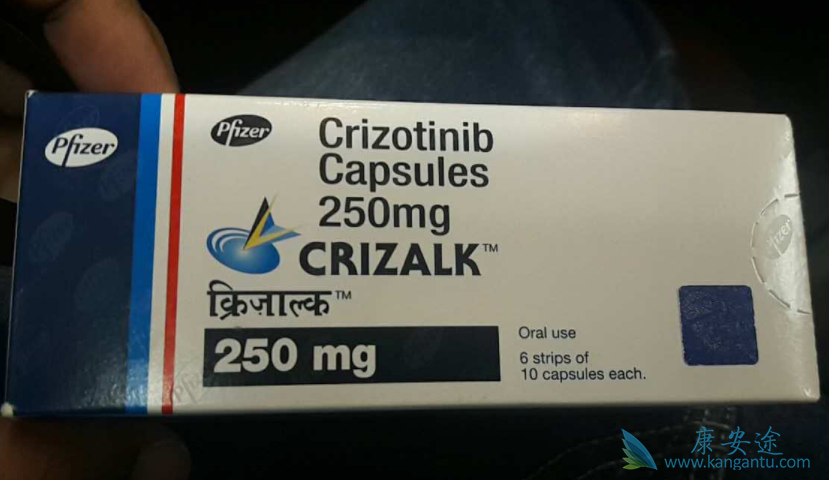 Pfizer
Pfizer
Crizotinib
Capsules
250mg
CRIZALK™
क्रिज़ाल्क™
250 mg
Oral use
6 strips of
10 capsules each.
Pfizer
康安途
www.kangantu.com